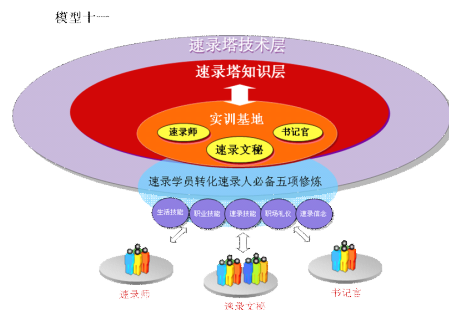 模型十一
速录塔技术层
速录塔知识层
实训基地
速录师
书记官
速录文秘
速录学员转化速录人必备五项修炼
生活技能
职业技能
速录技能
职场礼仪
速录信念
速录师
速录文秘
书记官